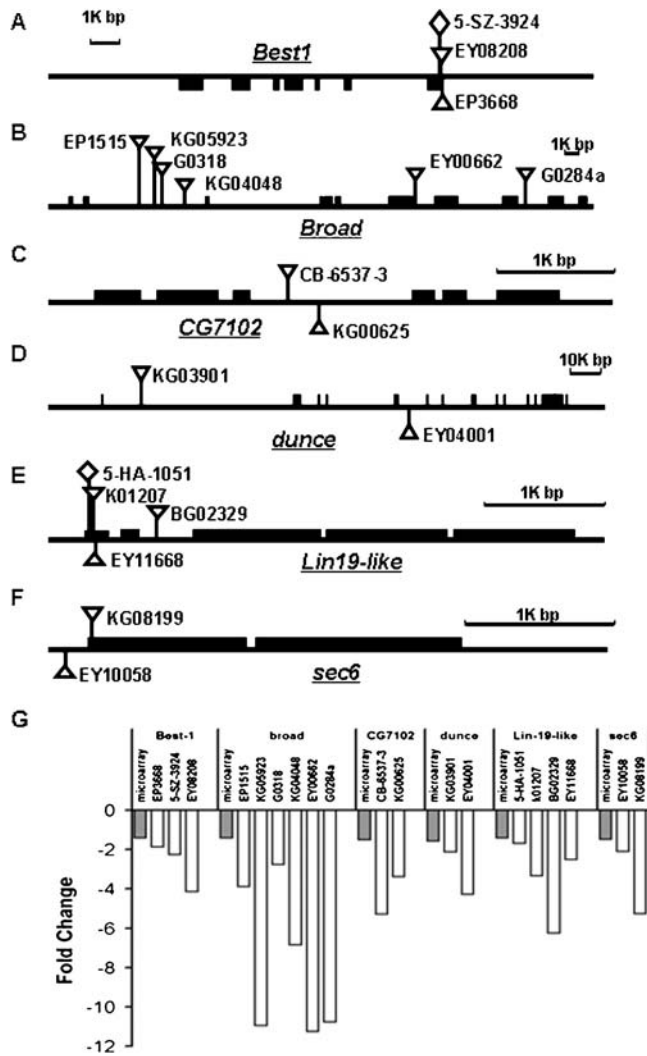 A
1K bp
5-SZ-3924
Best1
EY08208
EP3668
B
EP1515
KG05923
G0318
KG04048
EY00662
1K bp
G0284a
Broad
C
CB-6537-3
1K bp
CG7102
KG00625
D
KG03901
10K bp
dunce
EY04001
E
5-HA-1051
K01207
BG02329
1K bp
EY11668
Lin19-like
F
KG08199
1K bp
EY10058
sec6
G
Best-1
broad
CG7102
dunce
Lin-19-like
sec6
microarray
EP3668
5-SZ-3924
EY08208
microarray
EP1515
KG05923
G0318
KG04048
EY00662
G0284a
microarray
CB-6537-3
KG00625
microarray
KG03901
EY04001
microarray
5-HA-1051
k01207
BG02329
EY11668
microarray
EY10058
KG08199
0
-2
-4
-6
-8
-10
-12
Fold Change